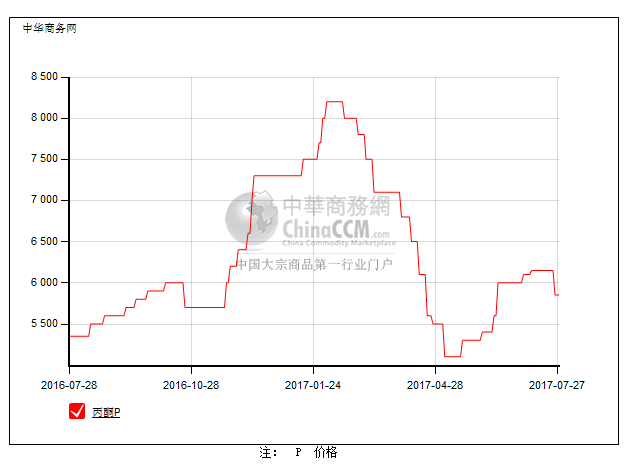 中华商务网
8 500
8 000
7 500
7 000
6 500
6 000
5 500
中華商務網
ChinaCCM.com
China Commodity Marketplace
中国大宗商品第一行业门户
2016-07-28
2016-10-28
2017-01-24
2017-04-28
2017-07-27
丙酮P
注： P 价格